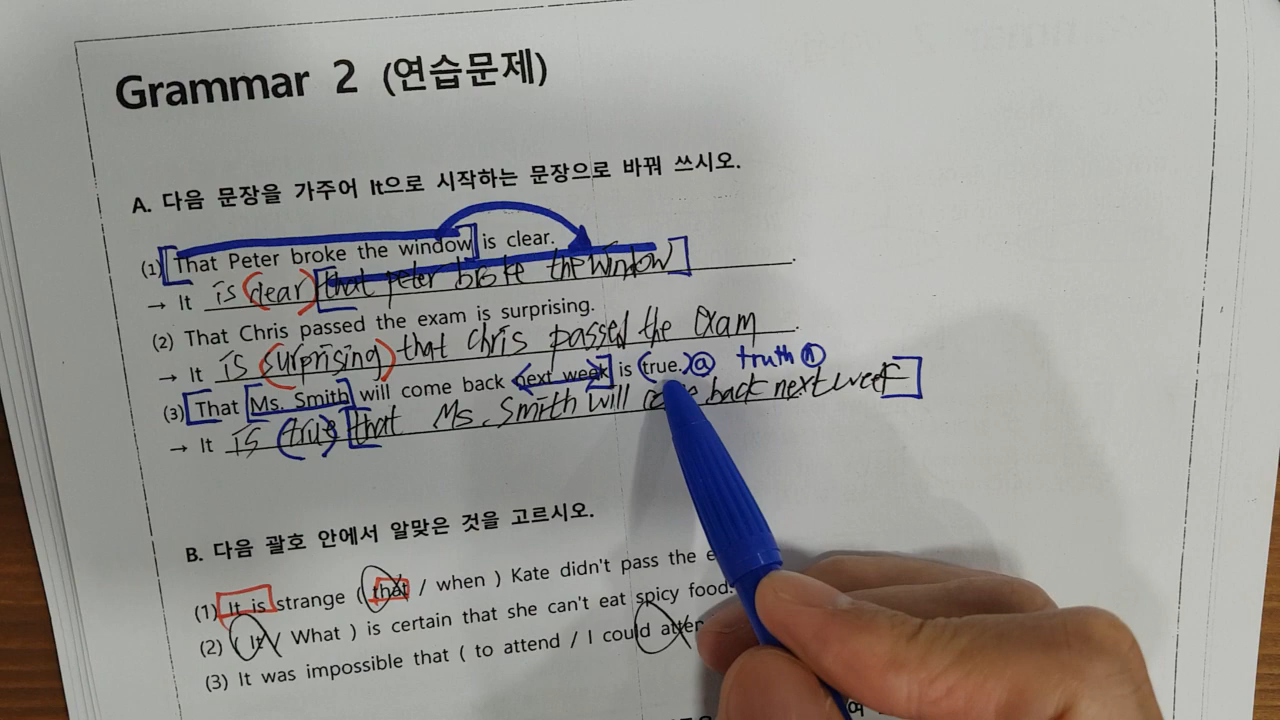 Grammar 2 (연습문제)
A. 다음 문장을 가주어 It으로 시작하는 문장으로 바꿔 쓰시오.
(1) That Peter broke the window is clear.
→ It is clear that peter broke the window.
(2) That Chris passed the exam is surprising.
→ It is surprising that chris passed the exam.
(3) That Ms. Smith will come back next week is true. ⓐ truth ⓝ
→ It is true that Ms. Smith will back next week
B. 다음 괄호 안에서 알맞은 것을 고르시오.
(1) It is strange ( that / when ) Kate didn't pass the
(2) ( It / What ) is certain that she can't eat spicy food.
(3) It was impossible that ( to attend / I could